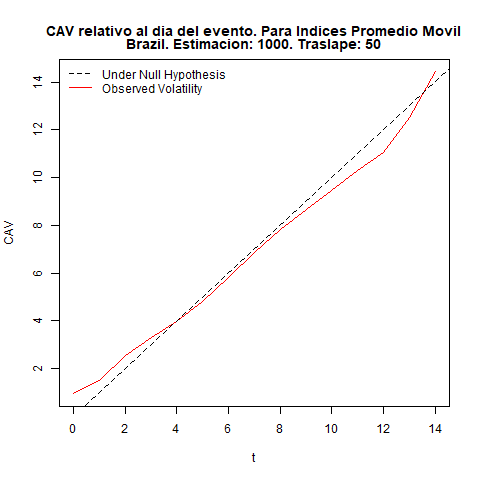 CAV relativo al dia del evento. Para Indices Promedio Movil
Brazil. Estimacion: 1000. Traslape: 50
Under Null Hypothesis
Observed Volatility
14
12
10
8
6
4
2
CAV
0 2 4 6 8 10 12 14
t